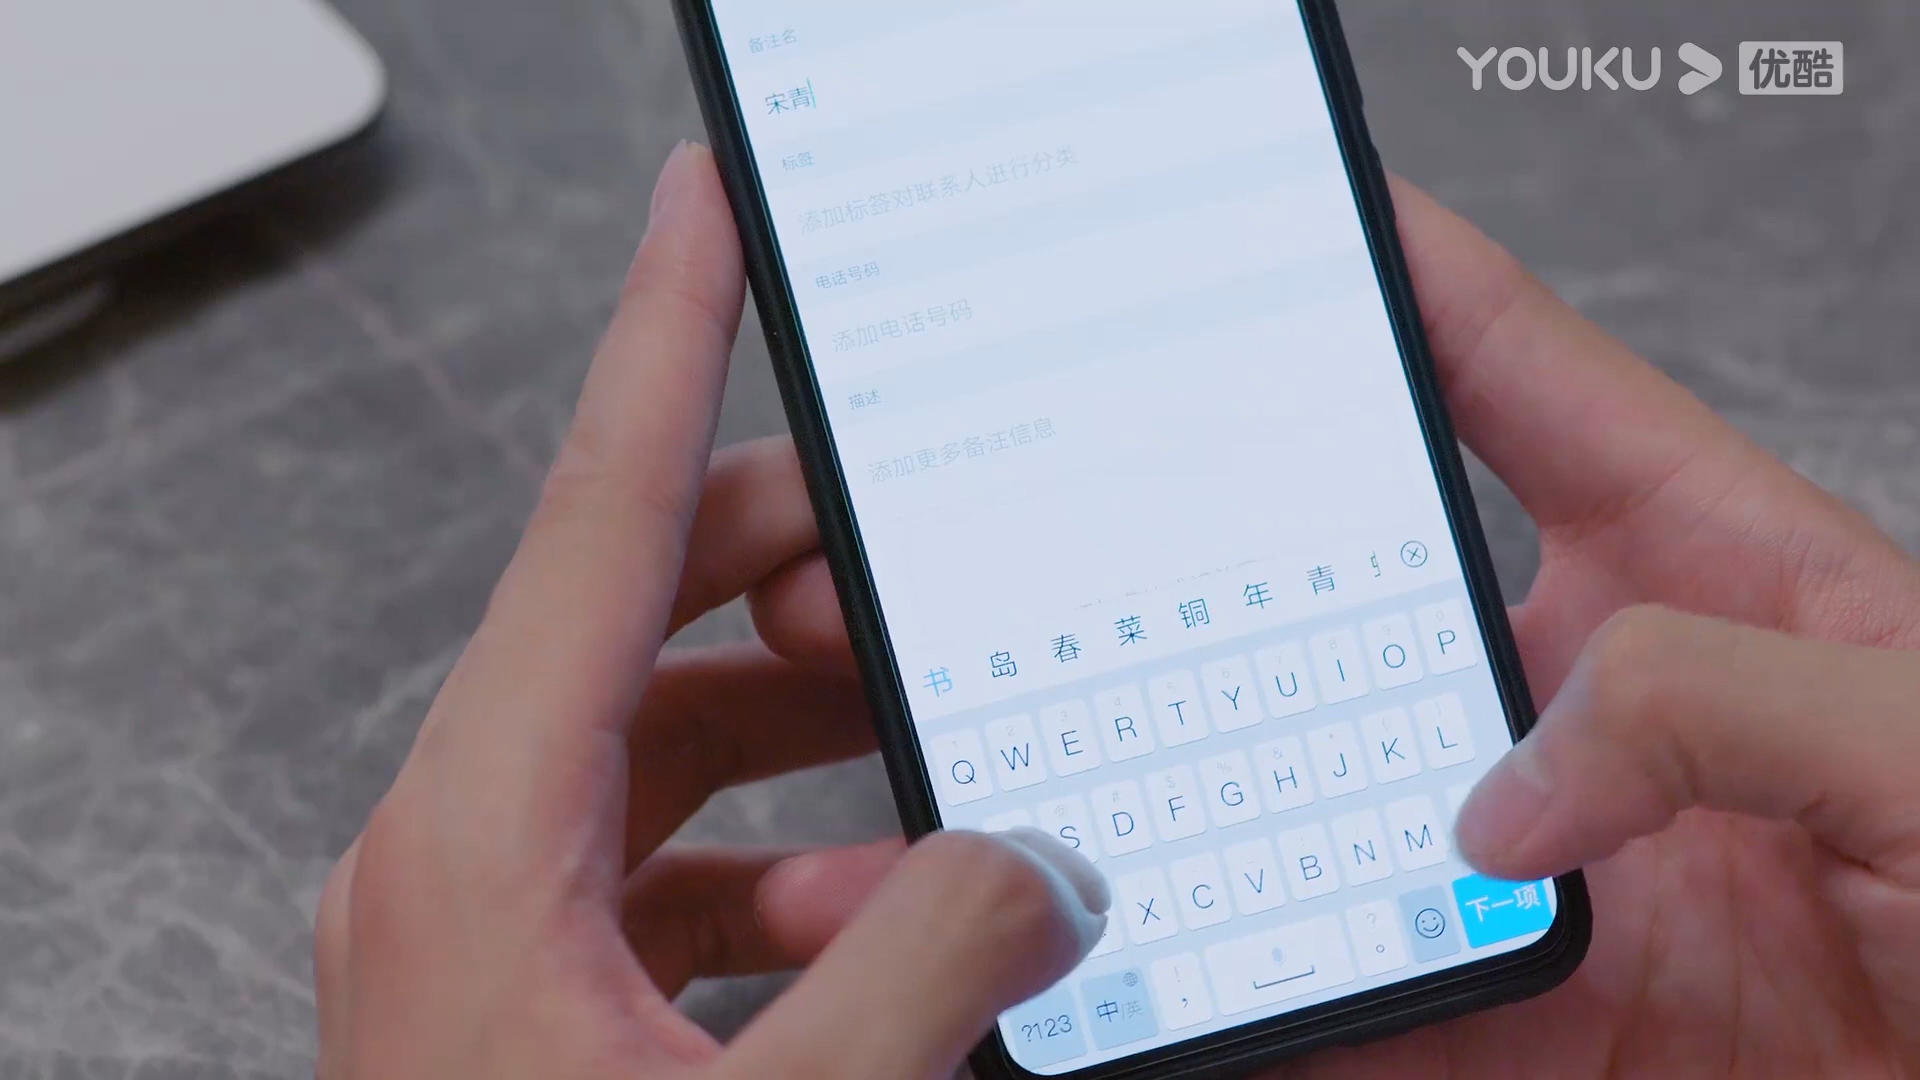 YOUKU 优酷
备注名
宋青
标签
添加标签对联系人进行分类
电话号码
添加电话号码
描述
添加更多备注信息
书 岛 春 菜 铜 年 青
Q W E R T Y U I O P
S D F G H J K L
X C V B N M
?123 中/英 , 。 下一项